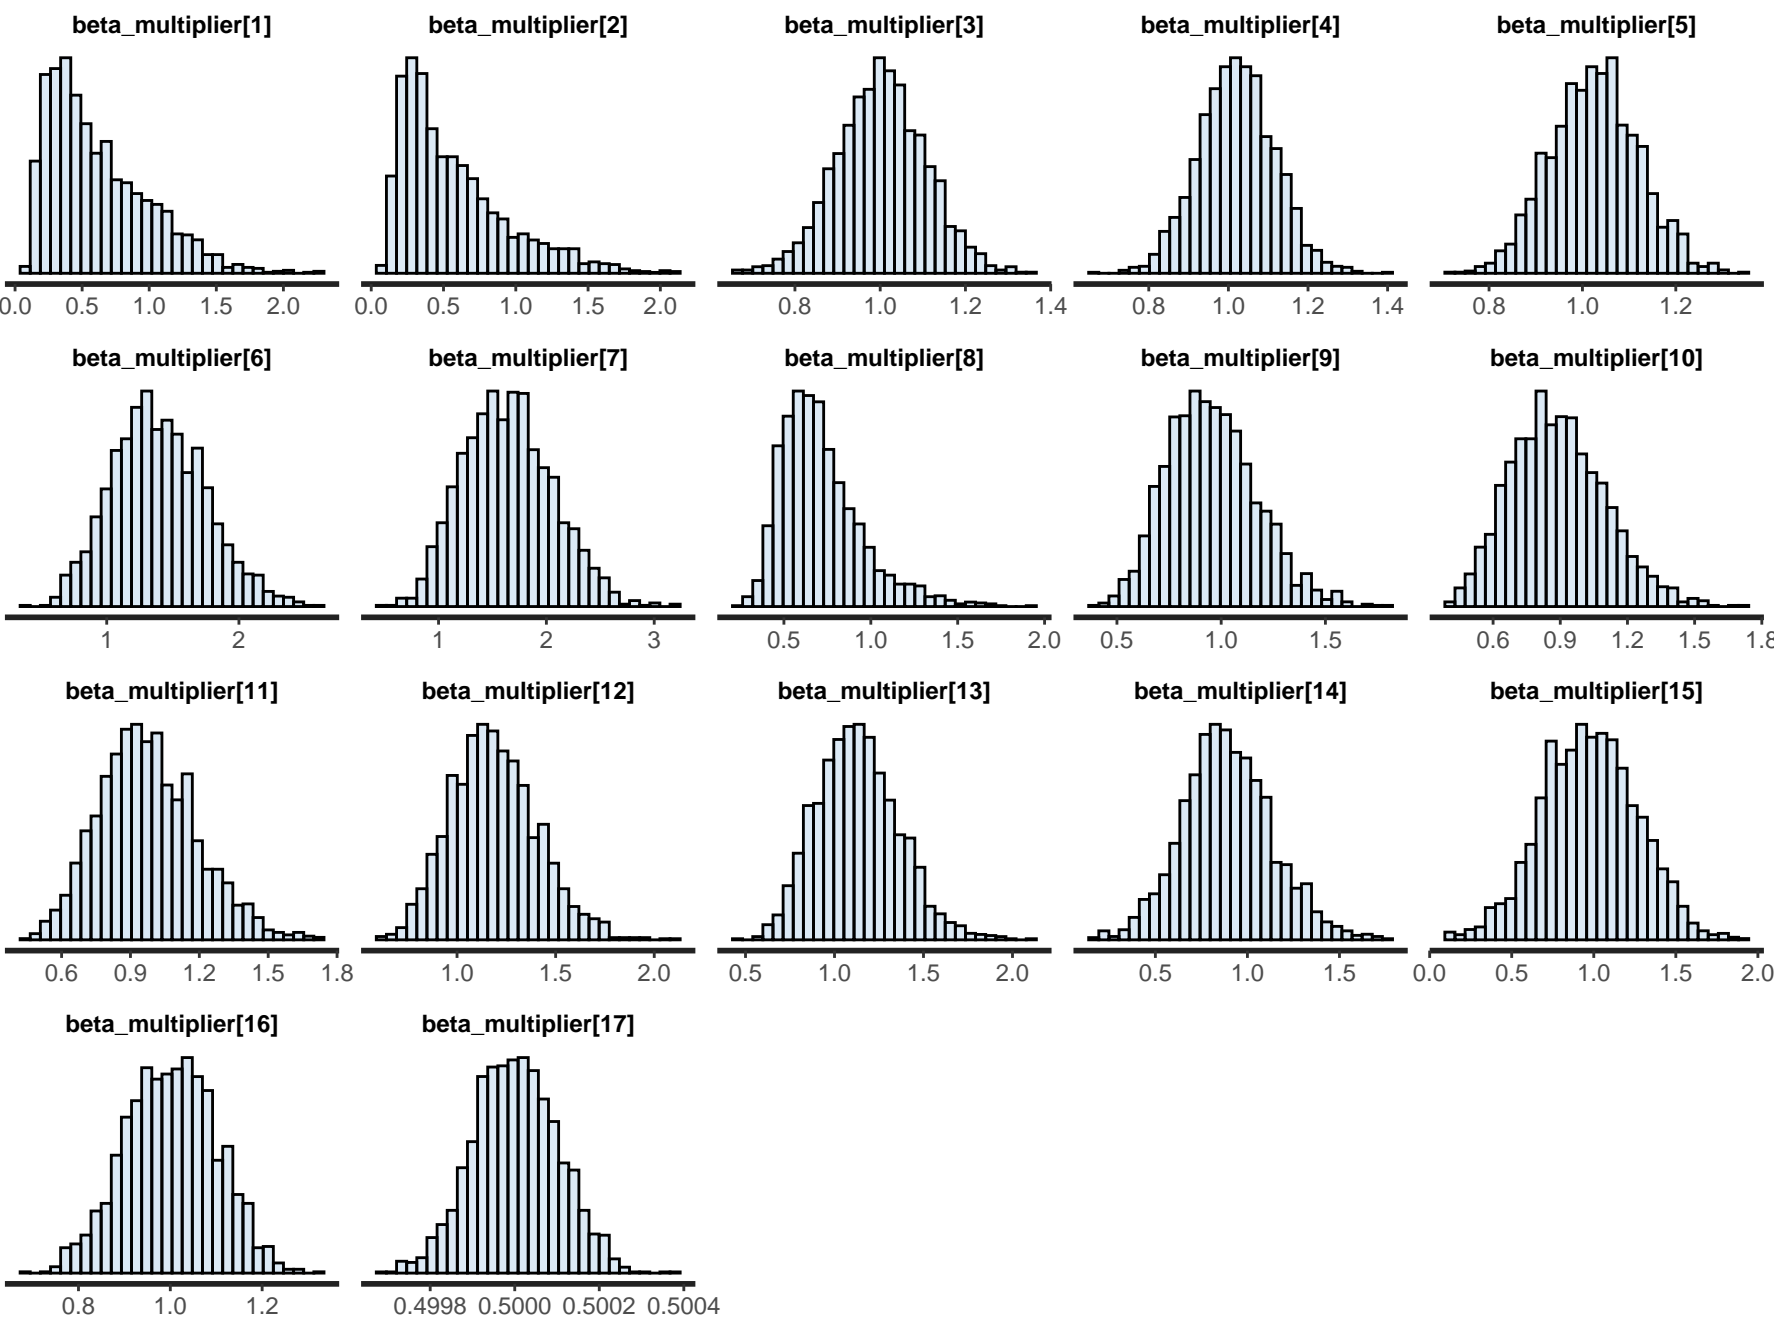 beta_multiplier[1] beta_multiplier[2] beta_multiplier[3] beta_multiplier[4] beta_multiplier[5]
0.0 0.5 1.0 1.5 2.0 0.0 0.5 1.0 1.5 2.0 0.8 1.0 1.2 1.4 0.8 1.0 1.2 1.4 0.8 1.0 1.2
beta_multiplier[6] beta_multiplier[7] beta_multiplier[8] beta_multiplier[9] beta_multiplier[10]
1 2 1 2 3 0.5 1.0 1.5 2.0 0.5 1.0 1.5 0.6 0.9 1.2 1.5 1.8
beta_multiplier[11] beta_multiplier[12] beta_multiplier[13] beta_multiplier[14] beta_multiplier[15]
0.6 0.9 1.2 1.5 1.8 1.0 1.5 2.0 0.5 1.0 1.5 2.0 0.5 1.0 1.5 0.0 0.5 1.0 1.5 2.0
beta_multiplier[16] beta_multiplier[17]
0.8 1.0 1.2 0.4998 0.5000 0.5002 0.5004